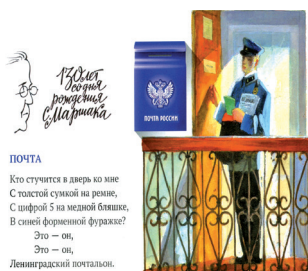 130 лет
со дня
рождения
С.Маршака
ПОЧТА РОССИИ
ПОЧТА
Кто стучится в дверь ко мне
С толстой сумкой на ремне,
С цифрой 5 на медной бляшке,
В синей форменной фуражке?
Это — он,
Это — он,
Ленинградский почтальон.